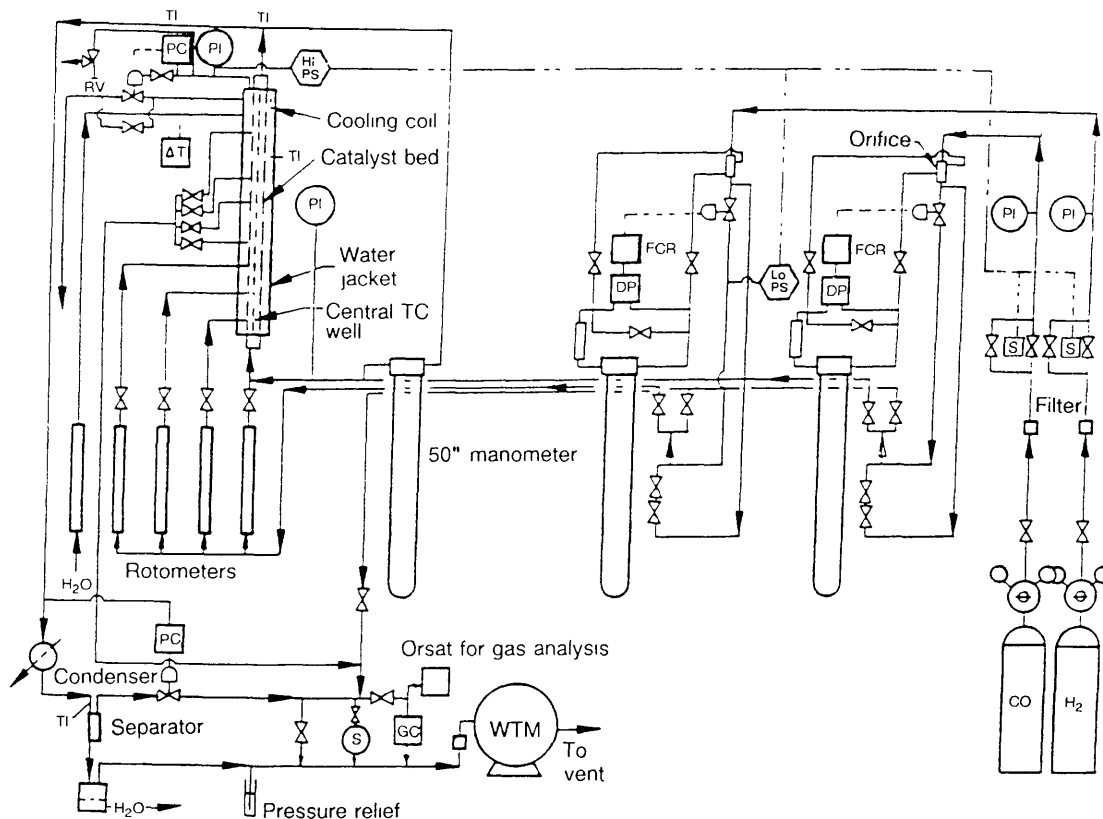 TI
TI
PC
PI
Hi
PS
RV
Cooling coil
ΔT
TI
Catalyst bed
PI
Water
jacket
Central TC
well
Orifice
PI
PI
FCR
FCR
DP
DP
Lo
PS
S
S
Filter
50" manometer
Rotometers
H₂O
PC
Condenser
Orsat for gas analysis
TI
Separator
S
GC
WTM
To
vent
H₂O
Pressure relief
CO
H₂